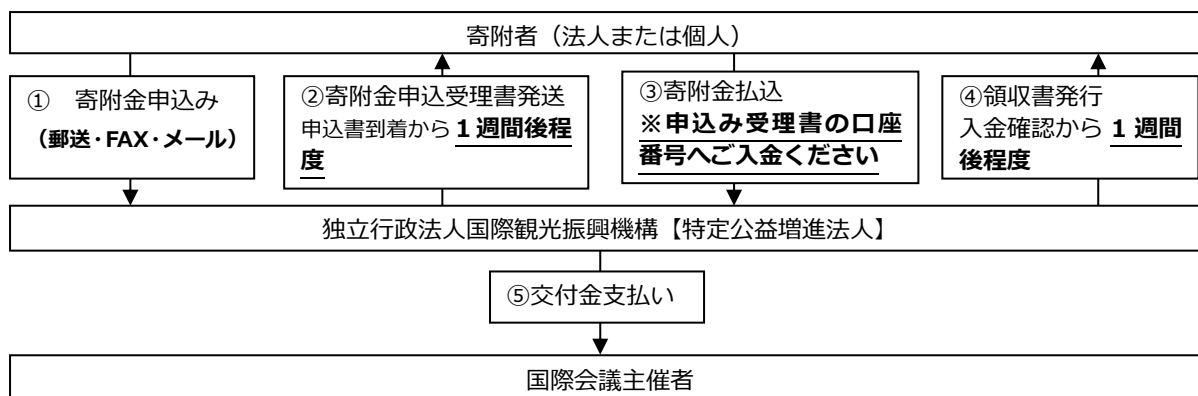 寄附者（法人または個人）
① 寄附金申込み
（郵送・FAX・メール）
②寄附金申込受理書発送
申込書到着から１週間後程
度
③寄附金払込
※申込み受理書の口座
番号へご入金ください
④領収書発行
入金確認から １ 週間
後程度
独立行政法人国際観光振興機構【特定公益増進法人】
⑤交付金支払い
国際会議主催者